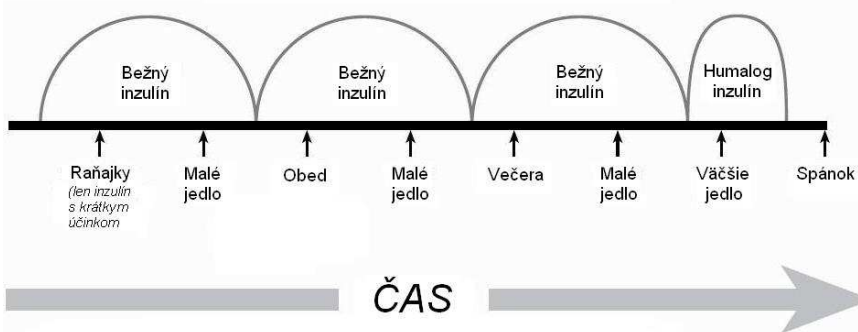 Bežný
inzulín
Bežný
inzulín
Bežný
inzulín
Humalog
inzulín
Raňajky
(len inzulín
s krátkym
účinkom
Malé
jedlo
Obed
Malé
jedlo
Večera
Malé
jedlo
Väčšie
jedlo
Spánok
ČAS